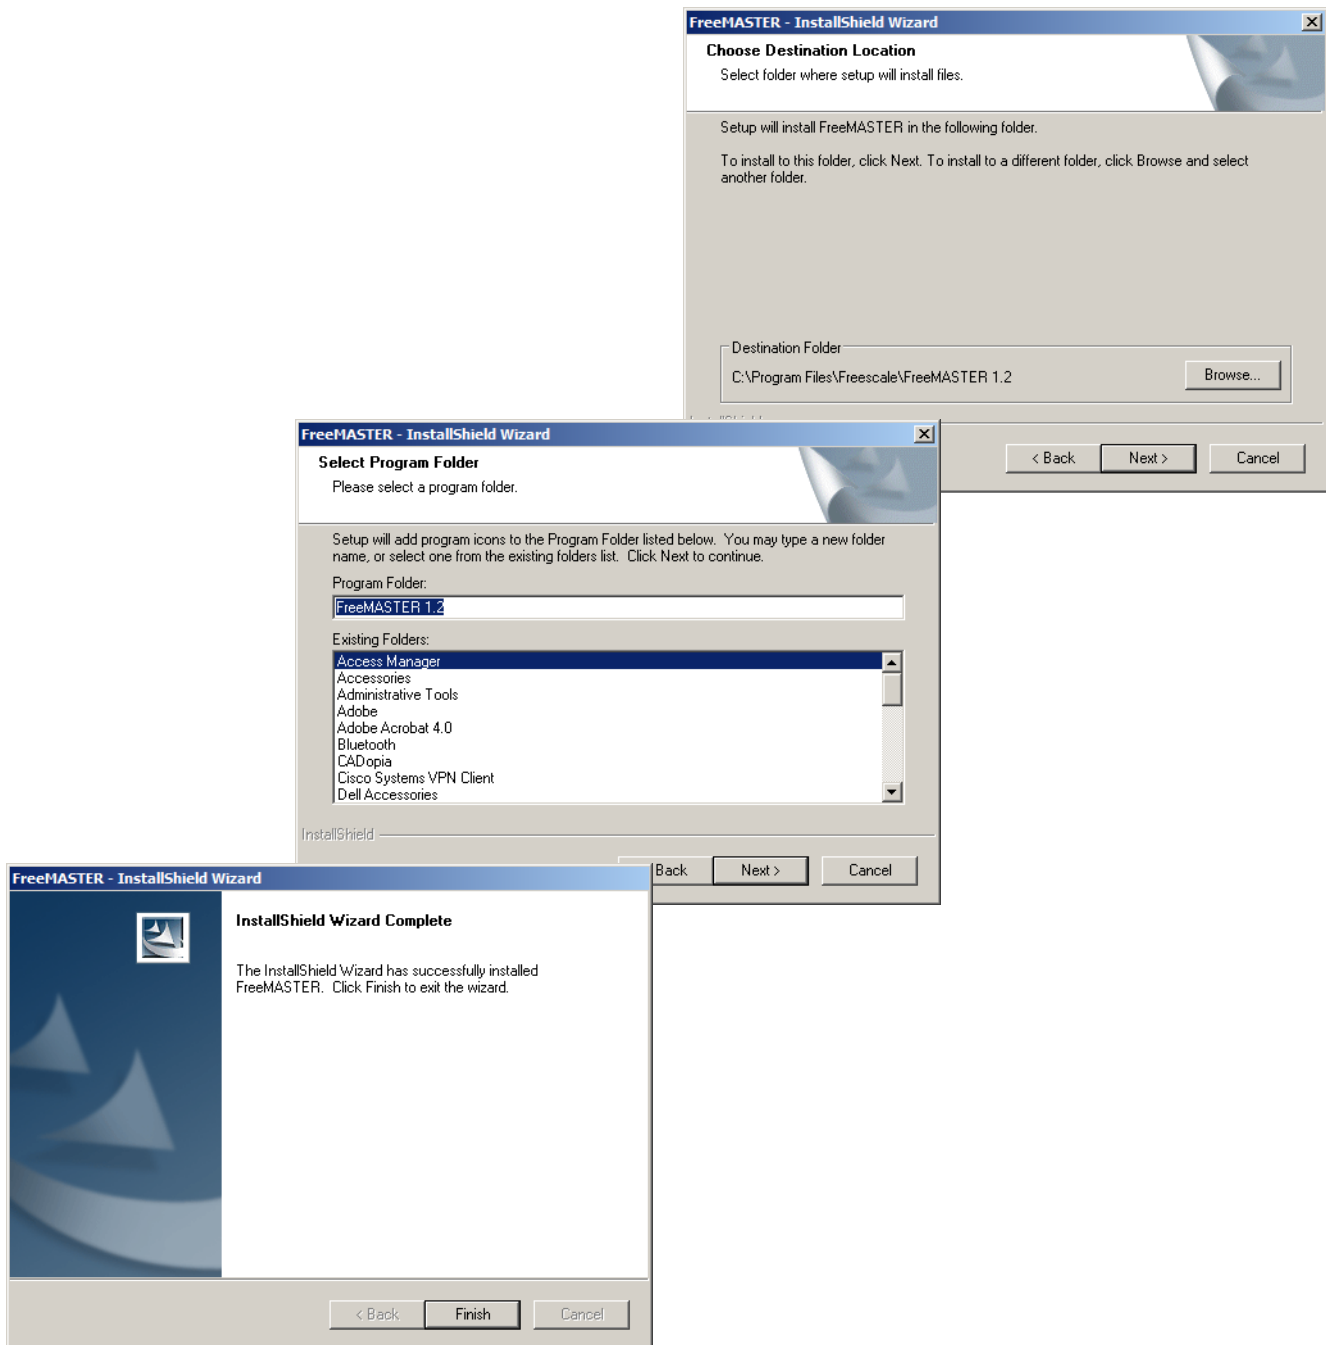 FreeMASTER - InstallShield Wizard
Choose Destination Location
Select folder where setup will install files.
Setup will install FreeMASTER in the following folder.
To install to this folder, click Next. To install to a different folder, click Browse and select
another folder.
Destination Folder
C:\Program Files\Freescale\FreeMASTER 1.2
Browse...
< Back
Next >
Cancel
FreeMASTER - InstallShield Wizard
Select Program Folder
Please select a program folder.
Setup will add program icons to the Program Folder listed below. You may type a new folder
name, or select one from the existing folders list. Click Next to continue.
Program Folder:
FreeMASTER 1.2
Existing Folders:
Access Manager
Accessories
Administrative Tools
Adobe
Adobe Acrobat 4.0
Bluetooth
CADopia
Cisco Systems VPN Client
Dell Accessories
InstallShield
Back
Next >
Cancel
FreeMASTER - InstallShield Wizard
InstallShield Wizard Complete
The InstallShield Wizard has successfully installed
FreeMASTER. Click Finish to exit the wizard.
< Back
Finish
Cancel